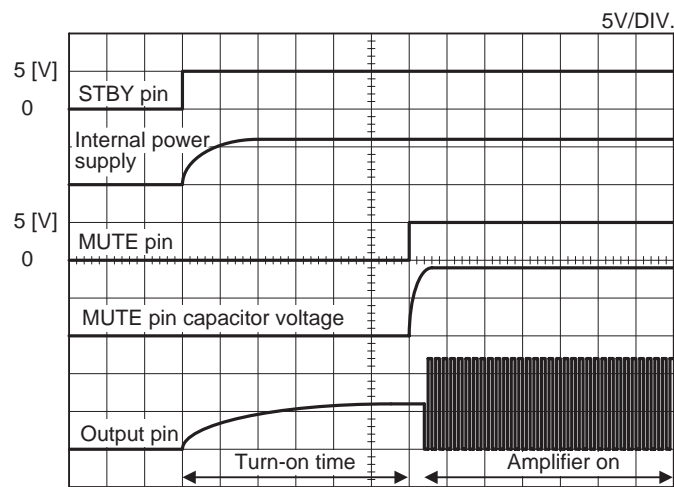 5V/DIV.
5 [V]
STBY pin
0
Internal power
supply
5 [V]
MUTE pin
0
MUTE pin capacitor voltage
Output pin
Turn-on time
Amplifier on